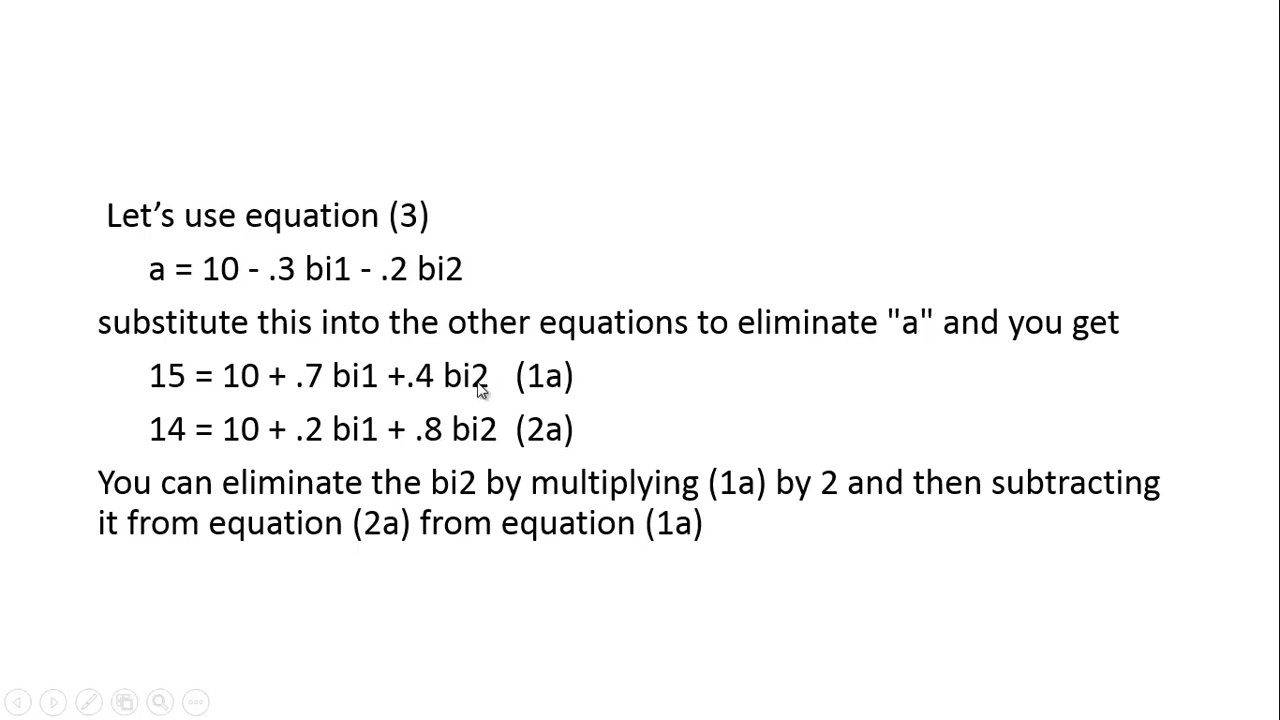 Let’s use equation (3)
a = 10 - .3 bi1 - .2 bi2
substitute this into the other equations to eliminate "a" and you get
15 = 10 + .7 bi1 +.4 bi2 (1a)
14 = 10 + .2 bi1 + .8 bi2 (2a)
You can eliminate the bi2 by multiplying (1a) by 2 and then subtracting
it from equation (2a) from equation (1a)